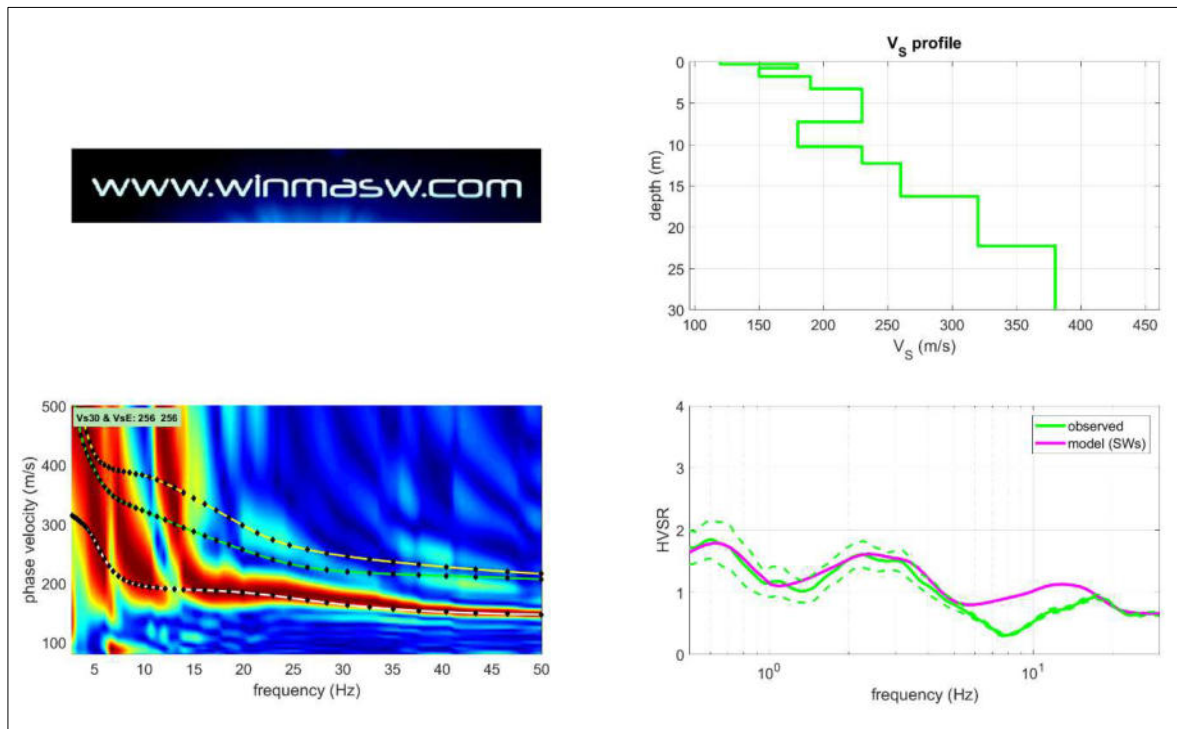 www.winmasw.com
V_S profile
0
5
10
15
20
25
30
depth (m)
100 150 200 250 300 350 400 450
V_S (m/s)
Vs30 & VsE: 256 256
500
400
300
200
100
phase velocity (m/s)
5 10 15 20 25 30 35 40 45 50
frequency (Hz)
observed
model (SWs)
4
3
2
1
0
HVSR
10^0 10^1
frequency (Hz)